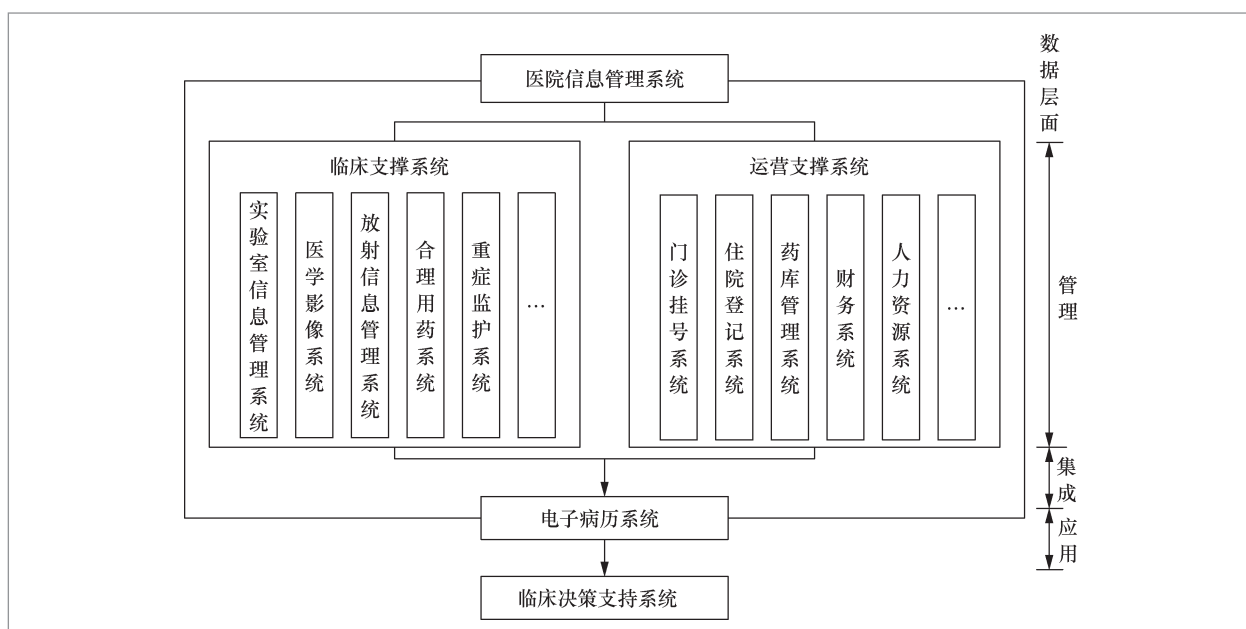 医院信息管理系统
数据层面
临床支撑系统
实验室信息管理系统
医学影像系统
放射信息管理系统
合理用药系统
重症监护系统
…
运营支撑系统
门诊挂号系统
住院登记系统
药库管理系统
财务系统
人力资源系统
…
管理
集成
电子病历系统
应用
临床决策支持系统